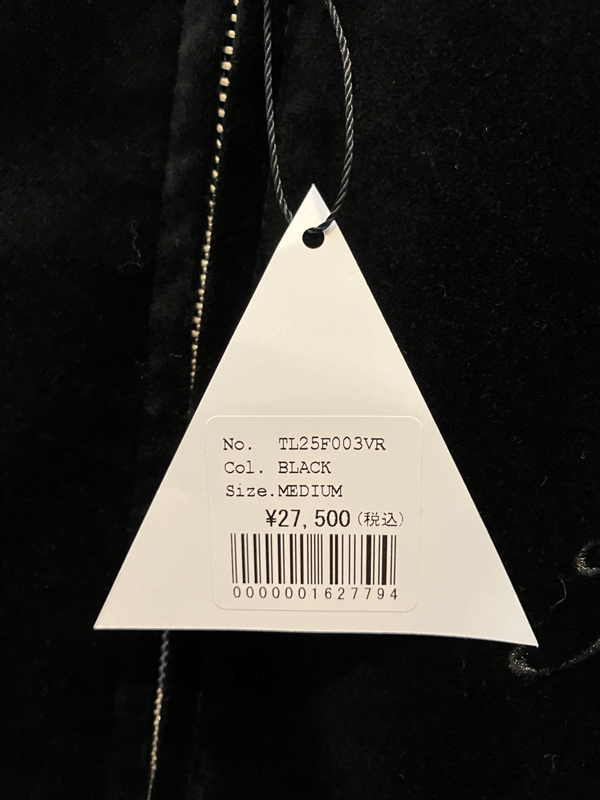 No. TL25F003VR
Col. BLACK
Size.MEDIUM
¥27,500(税込)
0000001627794